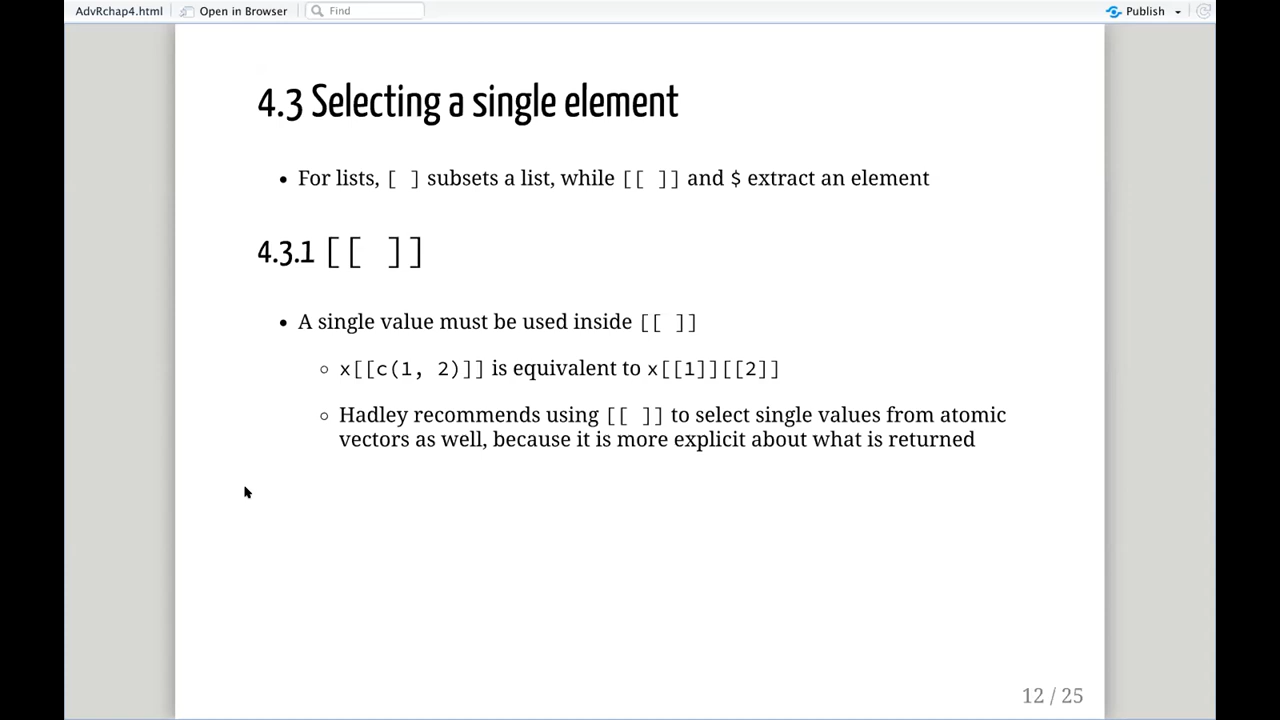 AdvRchap4.html Open in Browser Find Publish
4.3 Selecting a single element
• For lists, [ ] subsets a list, while [[ ]] and $ extract an element
4.3.1 [[ ]]
• A single value must be used inside [[ ]]
◦ x[[c(1, 2)]] is equivalent to x[[1]][[2]]
◦ Hadley recommends using [[ ]] to select single values from atomic
vectors as well, because it is more explicit about what is returned
12 / 25